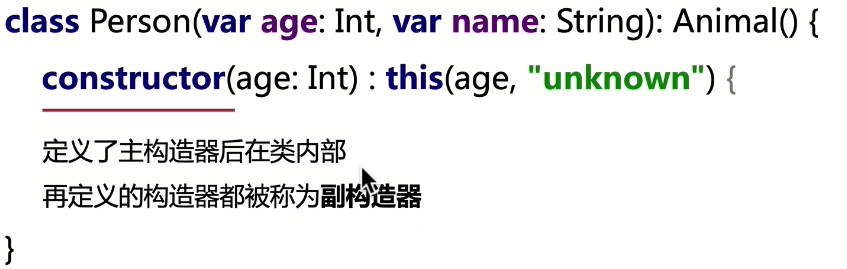 class Person(var age: Int, var name: String): Animal() {
constructor(age: Int) : this(age, "unknown") {
定义了主构造器后在类内部
再定义的构造器都被称为副构造器
}